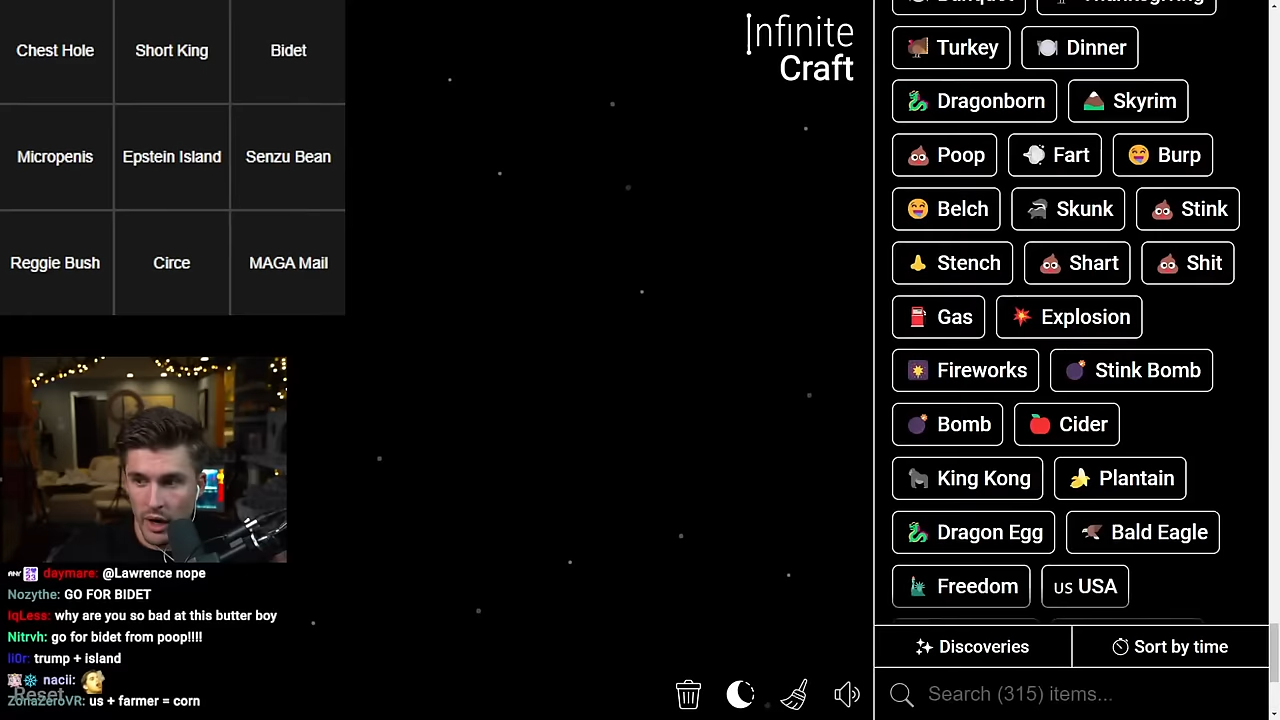 Chest Hole Short King Bidet
Micropenis Epstein Island Senzu Bean
Reggie Bush Circe MAGA Mail
Infinite
Craft
Turkey Dinner
Dragonborn Skyrim
Poop Fart Burp
Belch Skunk Stink
Stench Shart Shit
Gas Explosion
Fireworks Stink Bomb
Bomb Cider
King Kong Plantain
Dragon Egg Bald Eagle
Freedom US USA
Discoveries Sort by time
Search (315) items...
daymare: @Lawrence nope
Nozythe: GO FOR BIDET
IqLess: why are you so bad at this butter boy
Nitrvh: go for bidet from poop!!!!
li0r: trump + island
nacii:
Reset
ZonaZeroVR: us + farmer = corn